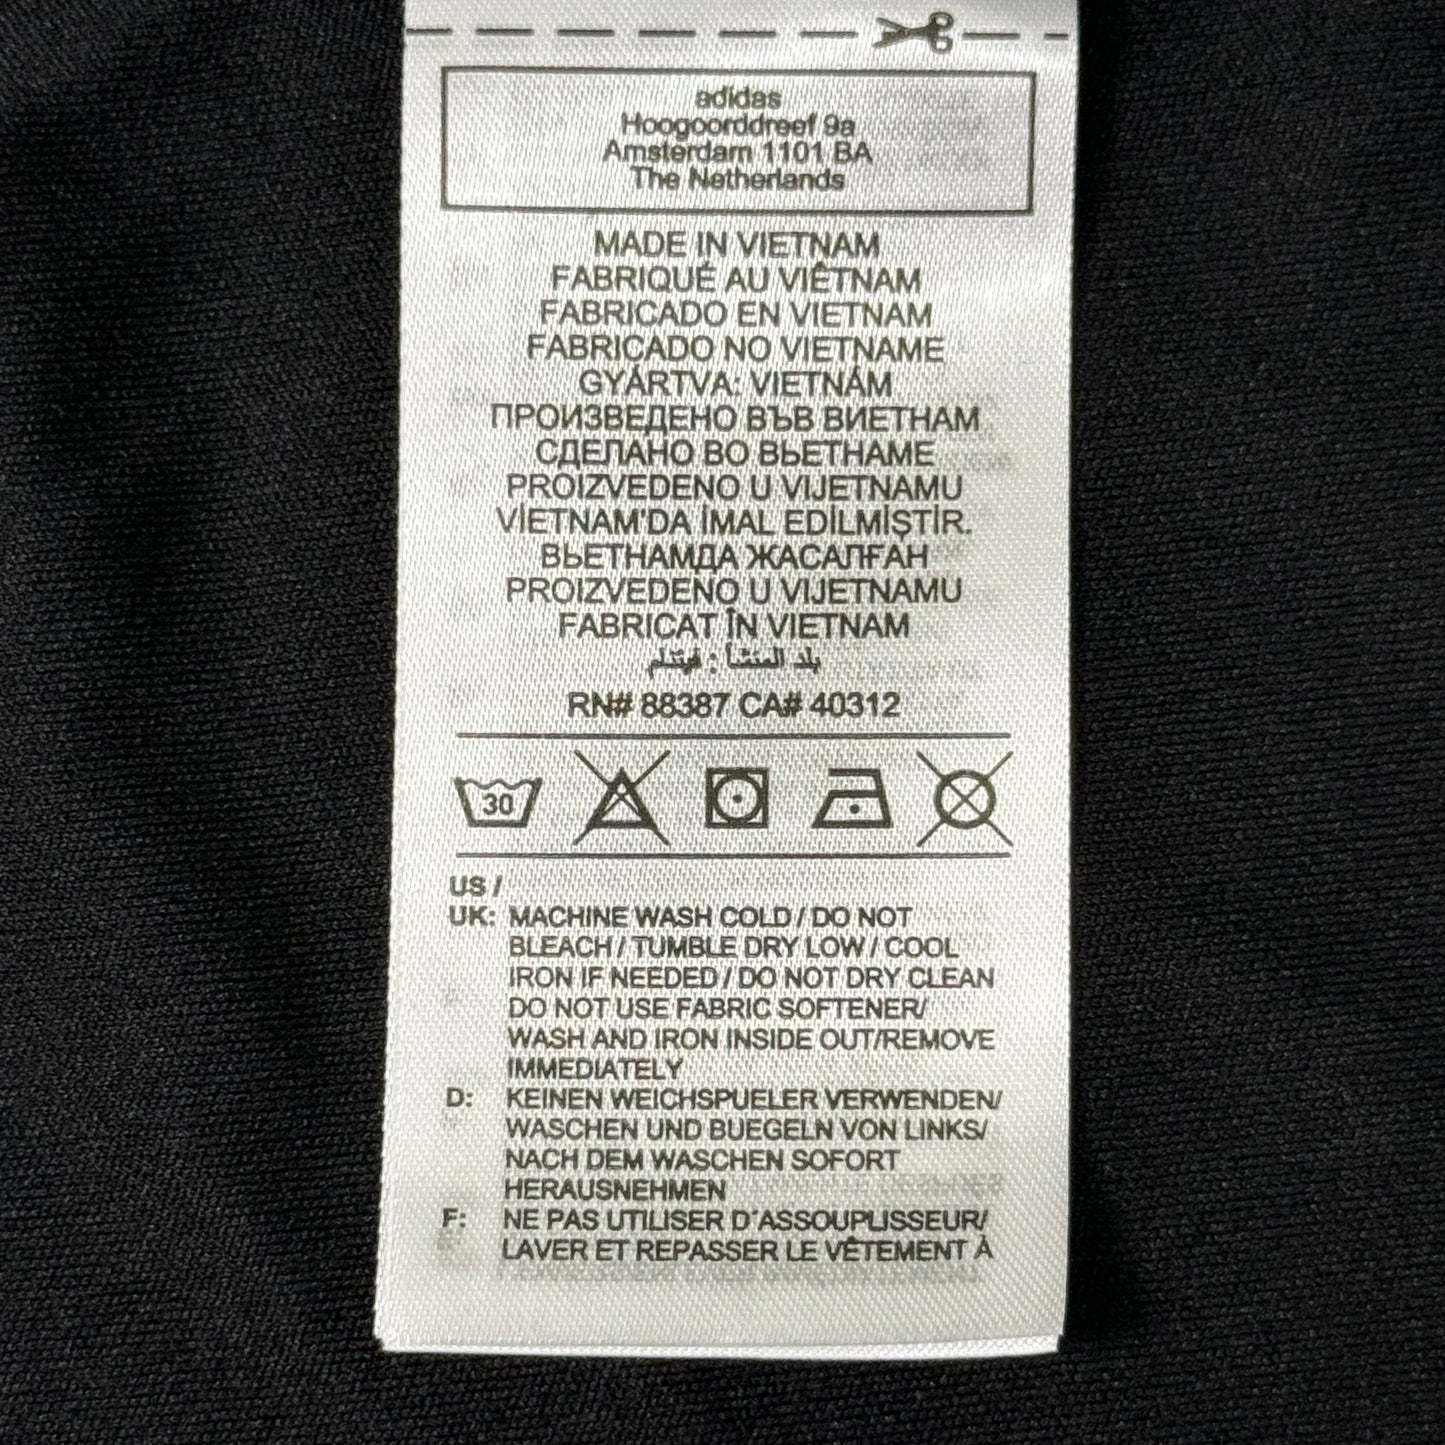 adidas
Hoogoorddreef 9a
Amsterdam 1101 BA
The Netherlands
MADE IN VIETNAM
FABRIQUÉ AU VIÊTNAM
FABRICADO EN VIETNAM
FABRICADO NO VIETNAME
GYÁRTVA: VIETNÁM
ПРОИЗВЕДЕНО ВЪВ ВИЕТНАМ
СДЕЛАНО ВО ВЬЕТНАМЕ
PROIZVEDENO U VIJETNAMU
VİETNAM'DA İMAL EDİLMİŞTİR.
ВЬЕТНАМДА ЖАСАЛҒАН
PROIZVEDENO U VIJETNAMU
FABRICAT ÎN VIETNAM
بلد المنشأ : فيتنام
RN# 88387 CA# 40312
30
US /
UK: MACHINE WASH COLD / DO NOT
BLEACH / TUMBLE DRY LOW / COOL
IRON IF NEEDED / DO NOT DRY CLEAN
DO NOT USE FABRIC SOFTENER/
WASH AND IRON INSIDE OUT/REMOVE
IMMEDIATELY
D: KEINEN WEICHSPUELER VERWENDEN/
WASCHEN UND BUEGELN VON LINKS/
NACH DEM WASCHEN SOFORT
HERAUSNEHMEN
F: NE PAS UTILISER D'ASSOUPLISSEUR/
LAVER ET REPASSER LE VÊTEMENT À